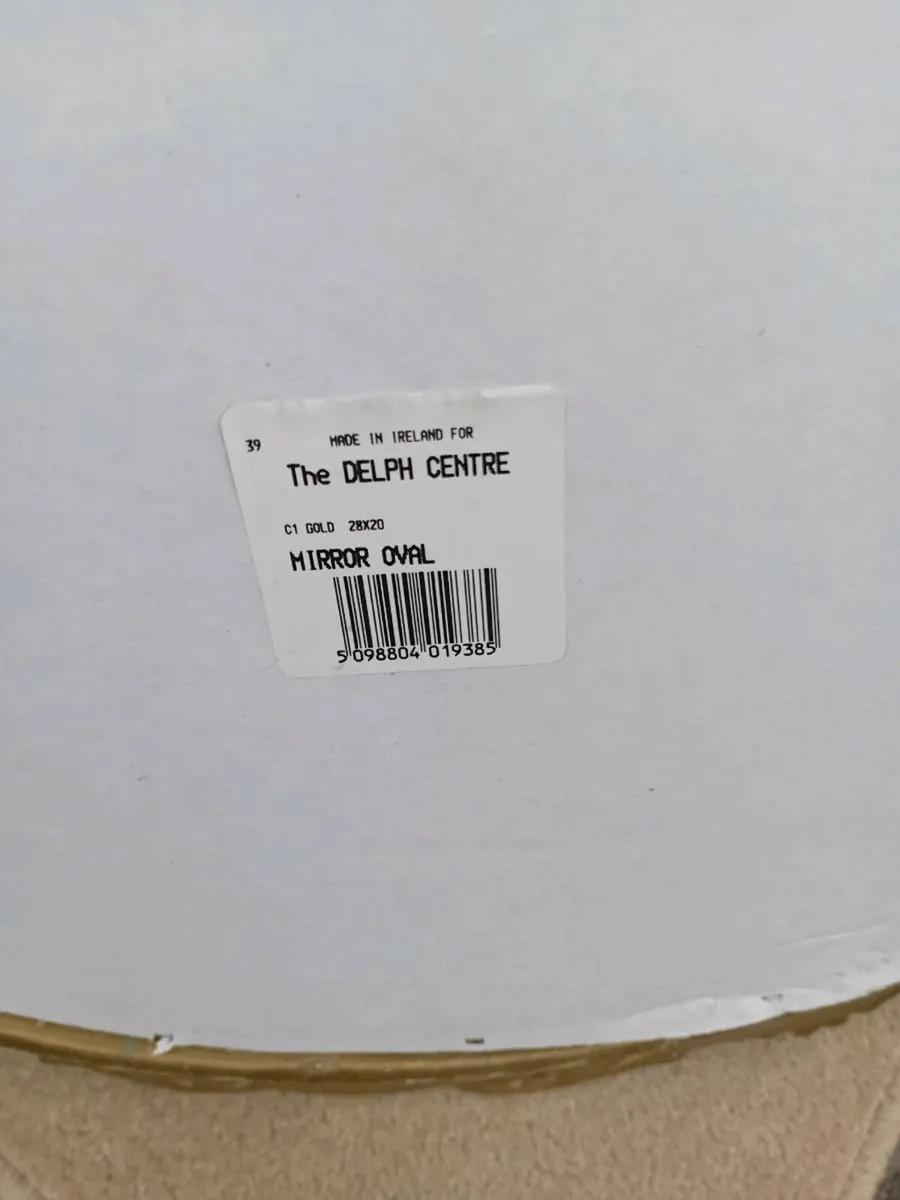 39
MADE IN IRELAND FOR
The DELPH CENTRE
C1 GOLD 28X20
MIRROR OVAL
5 098804 019385